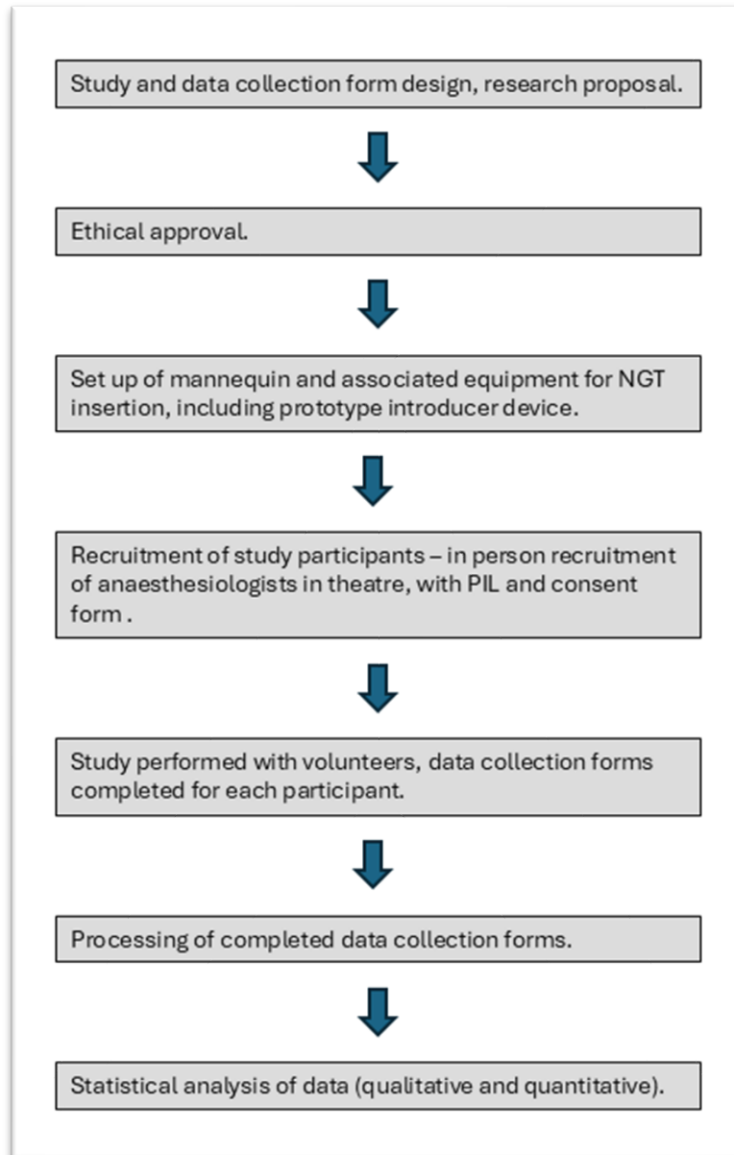 Study and data collection form design, research proposal.
Ethical approval.
Set up of mannequin and associated equipment for NGT
insertion, including prototype introducer device.
Recruitment of study participants – in person recruitment
of anaesthesiologists in theatre, with PIL and consent
form .
Study performed with volunteers, data collection forms
completed for each participant.
Processing of completed data collection forms.
Statistical analysis of data (qualitative and quantitative).